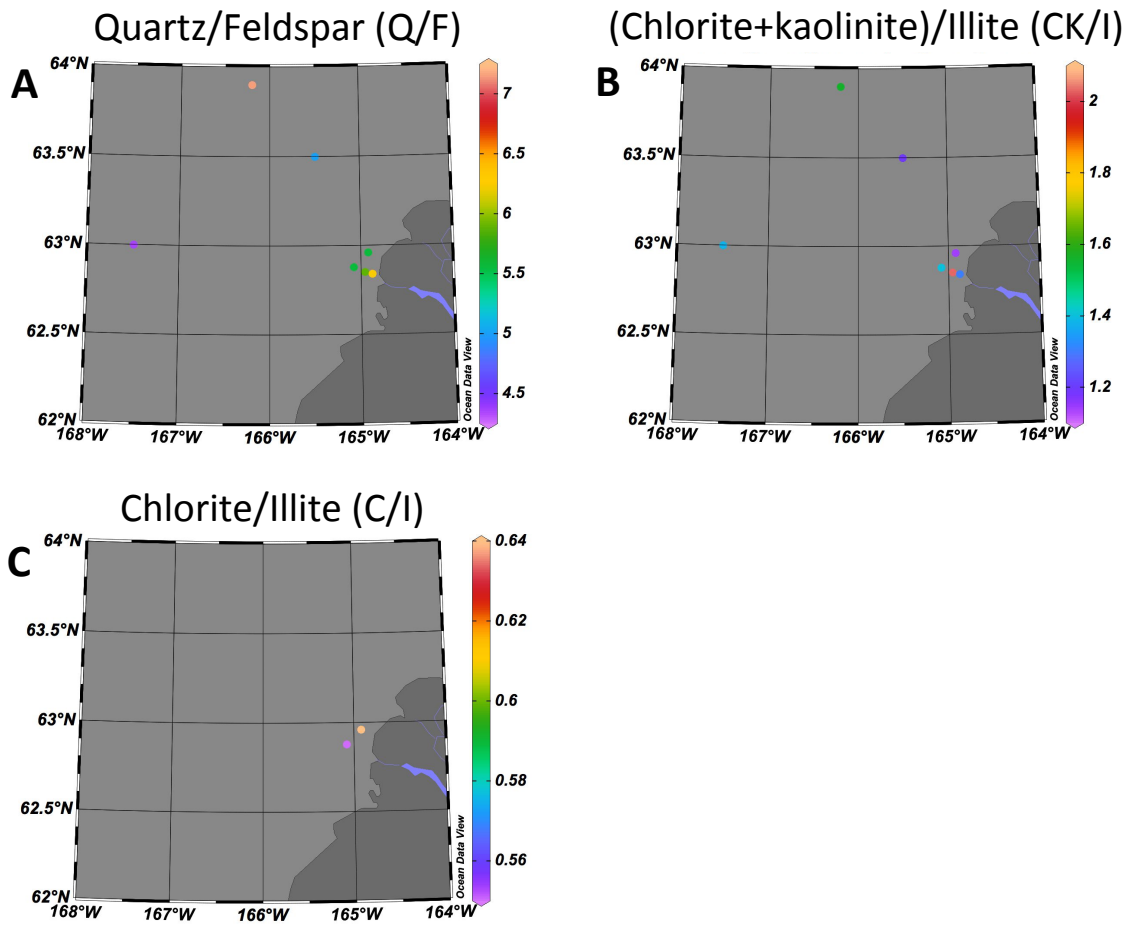 Quartz/Feldspar (Q/F)
A
64°N
63.5°N
63°N
62.5°N
62°N
168°W 167°W 166°W 165°W 164°W
7
6.5
6
5.5
5
4.5
Ocean Data View
(Chlorite+kaolinite)/Illite (CK/I)
B
64°N
63.5°N
63°N
62.5°N
62°N
168°W 167°W 166°W 165°W 164°W
2
1.8
1.6
1.4
1.2
Ocean Data View
Chlorite/Illite (C/I)
C
64°N
63.5°N
63°N
62.5°N
62°N
168°W 167°W 166°W 165°W 164°W
0.64
0.62
0.6
0.58
0.56
Ocean Data View